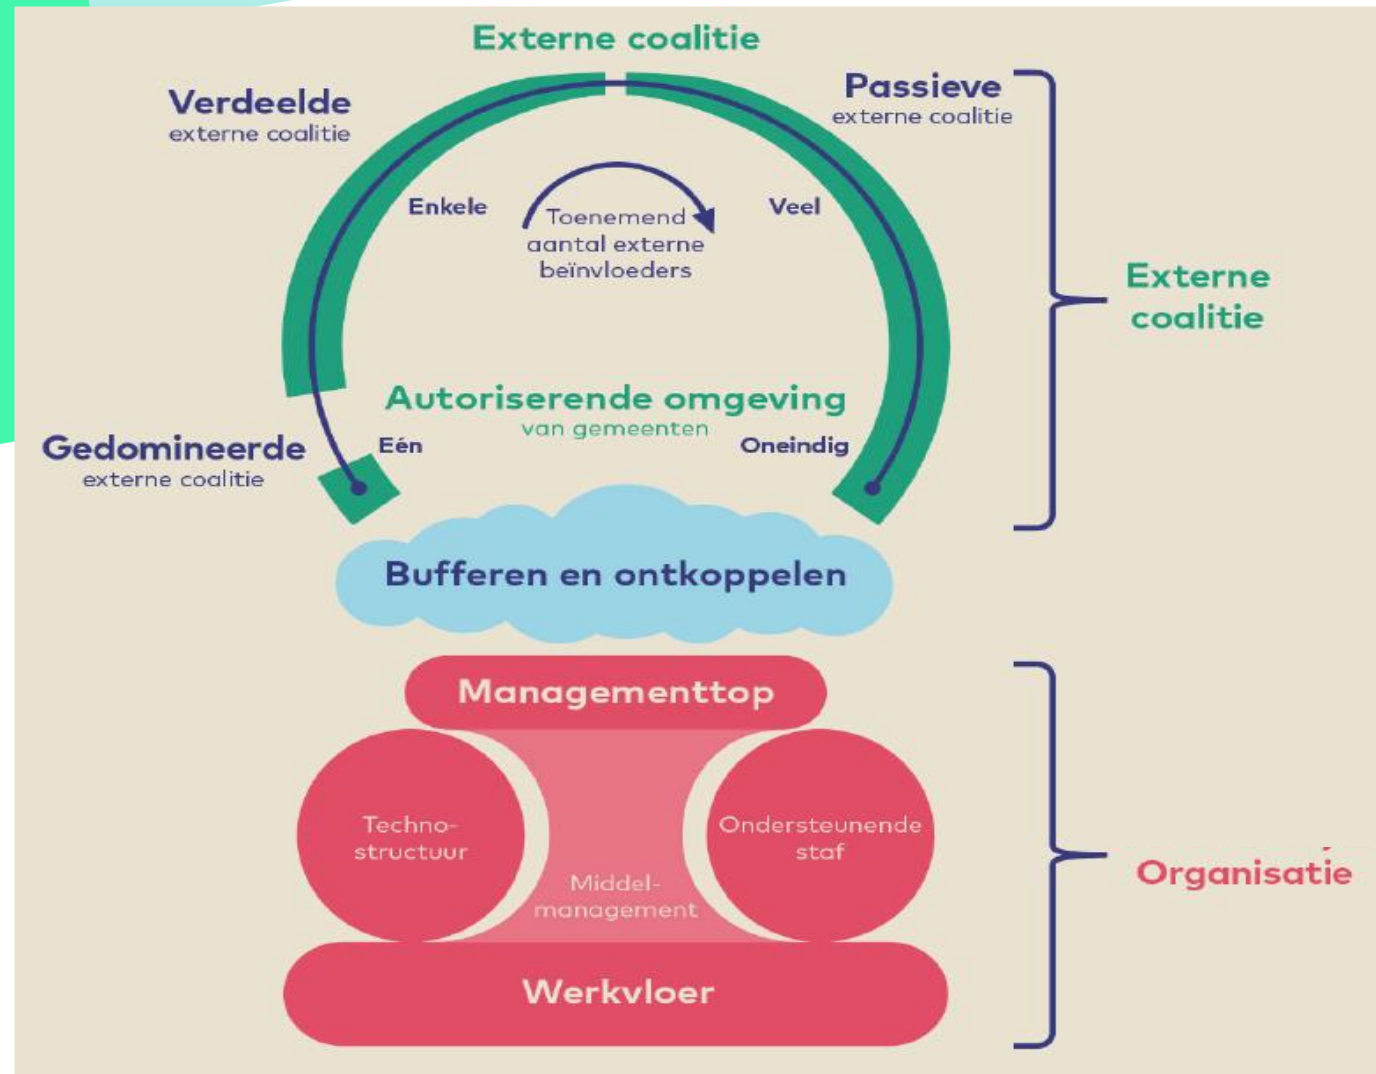 Externe coalitie
Verdeelde
externe coalitie
Passieve
externe coalitie
Enkele
Toenemend
aantal externe
beïnvloeders
Veel
Externe
coalitie
Autoriserende omgeving
van gemeenten
Gedomineerde
externe coalitie
Eén
Oneindig
Bufferen en ontkoppelen
Managementtop
Techno-
structuur
Ondersteunende
staf
Middel-
management
Organisatie
Werkvloer